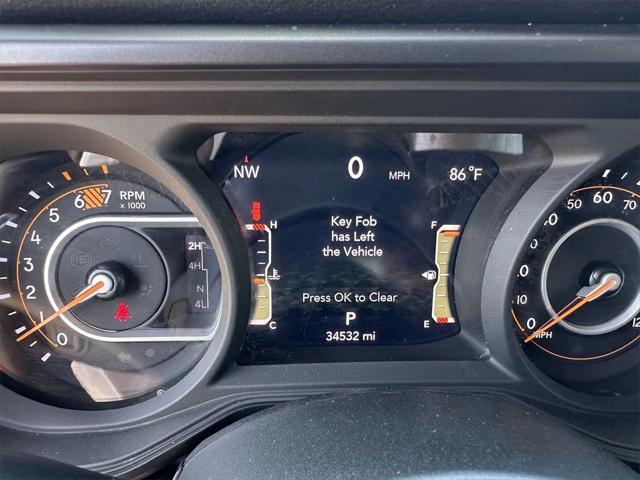 NW
0 MPH
86 °F
RPM
x 1000
7
6
5
4
3
2
1
0
2H
4H
N
4L
H
C
Key Fob
has Left
the Vehicle
Press OK to Clear
P
34532 mi
F
E
50
60
70
MPH